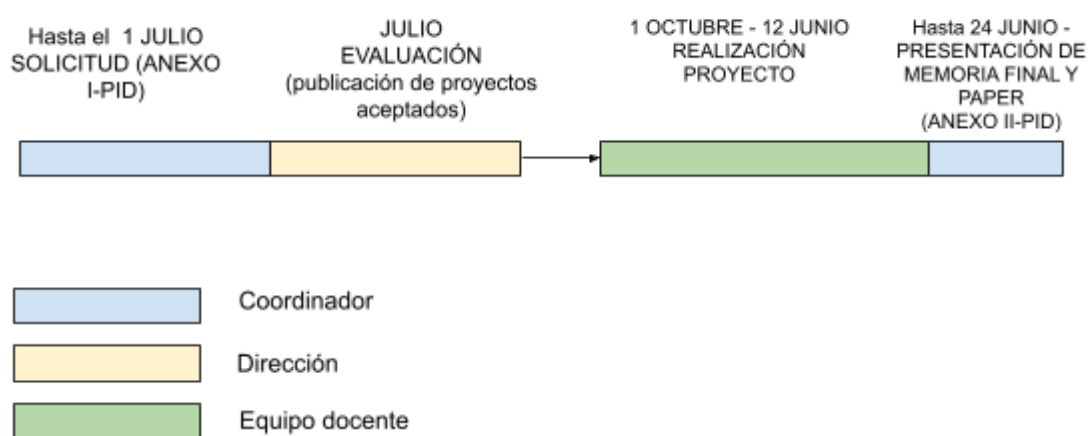 Hasta el 1 JULIO
SOLICITUD (ANEXO
I-PID)
JULIO
EVALUACIÓN
(publicación de proyectos
aceptados)
1 OCTUBRE - 12 JUNIO
REALIZACIÓN
PROYECTO
Hasta 24 JUNIO -
PRESENTACIÓN DE
MEMORIA FINAL Y
PAPER
(ANEXO II-PID)
Coordinador
Dirección
Equipo docente